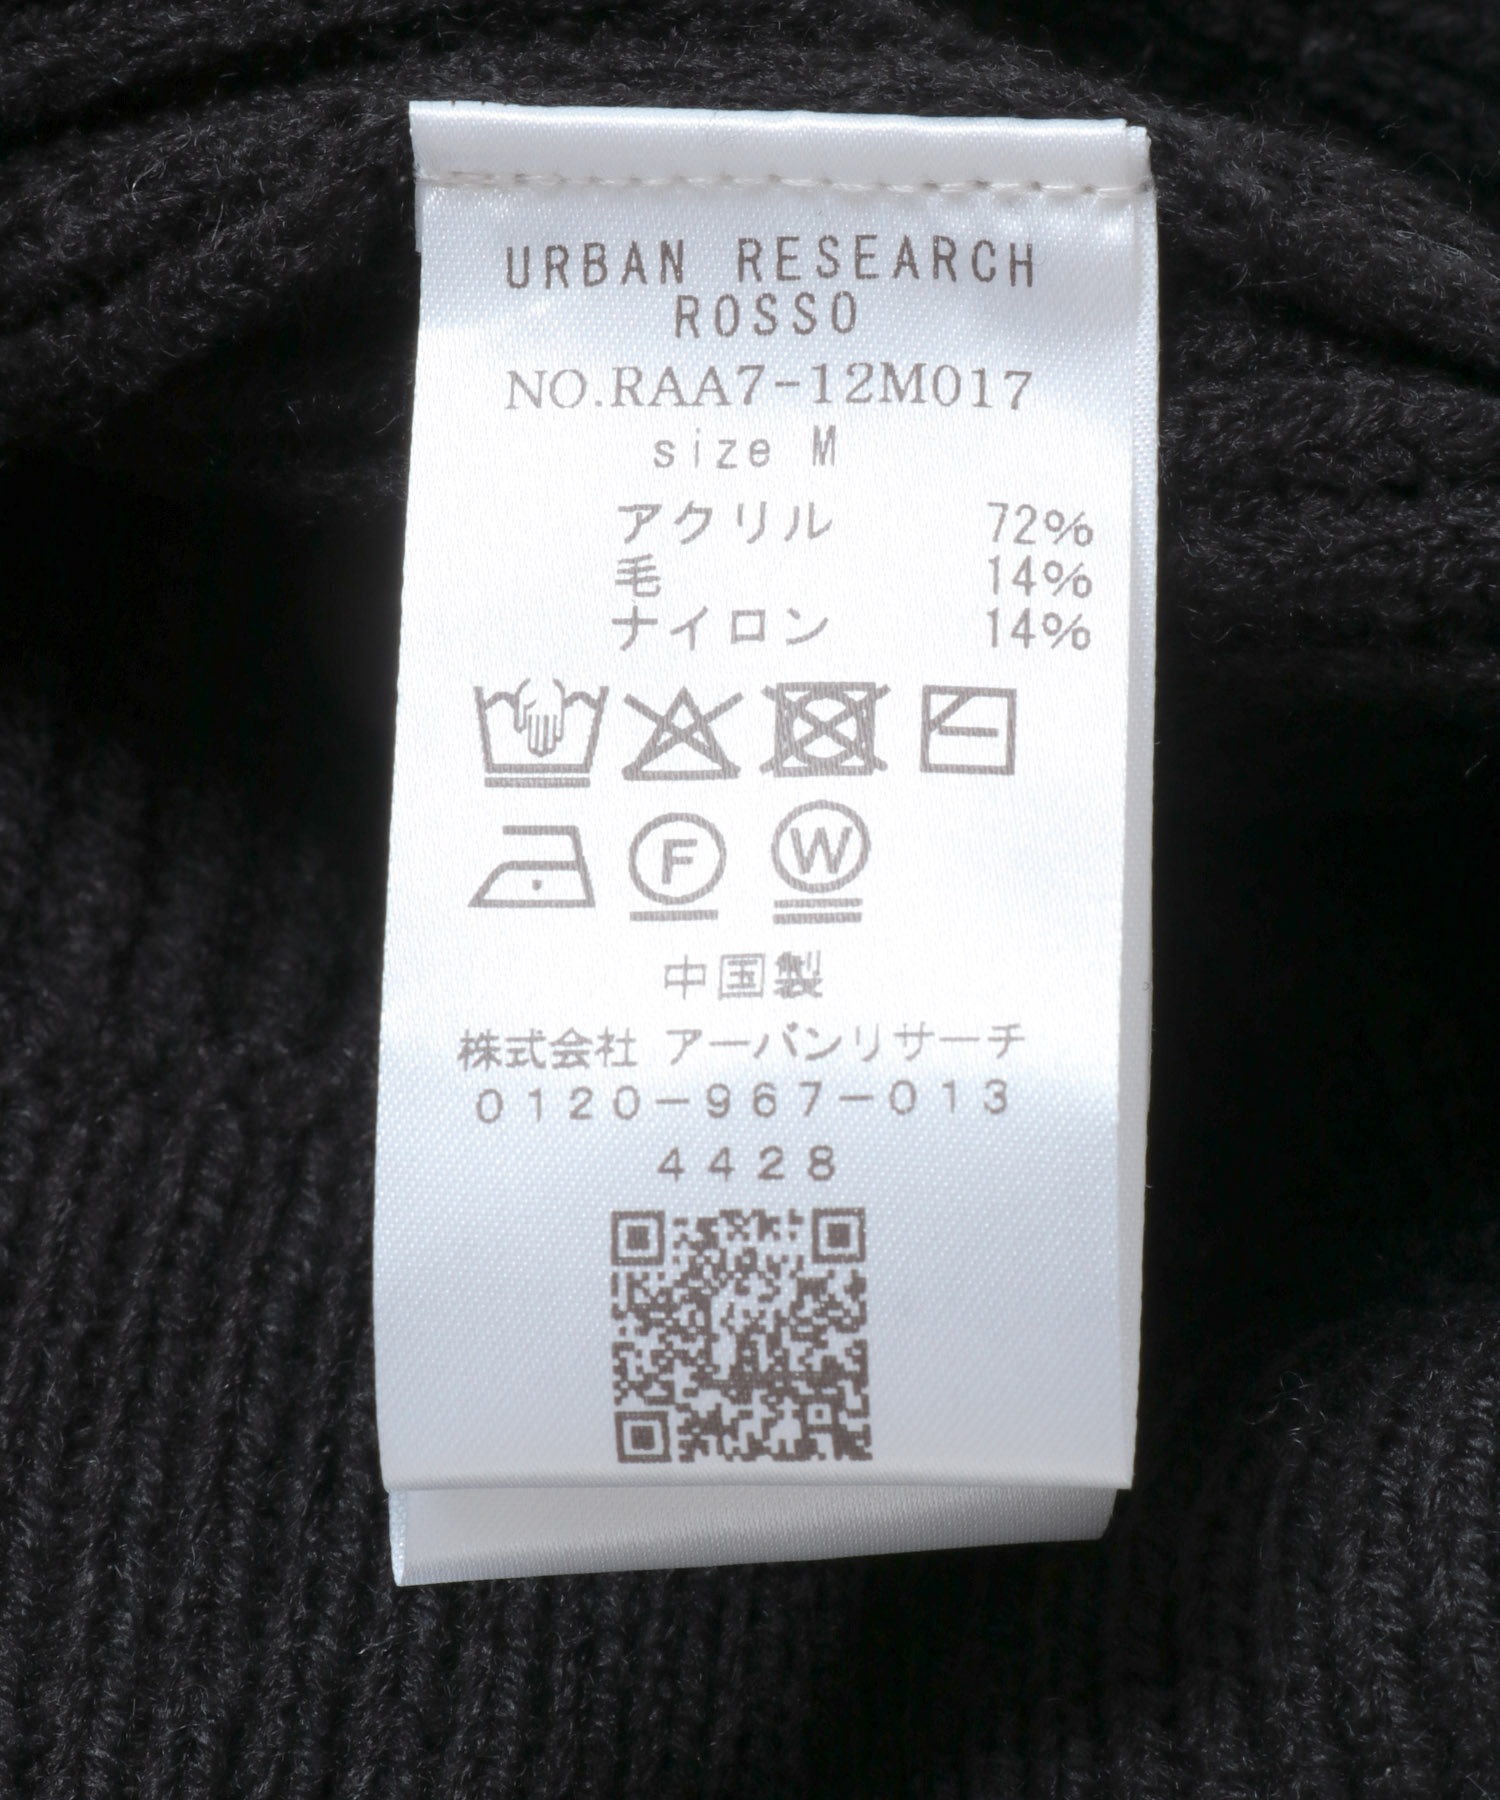 URBAN RESEARCH
ROSSO
NO.RAA7-12M017
size M
アクリル 72%
毛 14%
ナイロン 14%
F W
中国製
株式会社 アーバンリサーチ
0120-967-013
4428